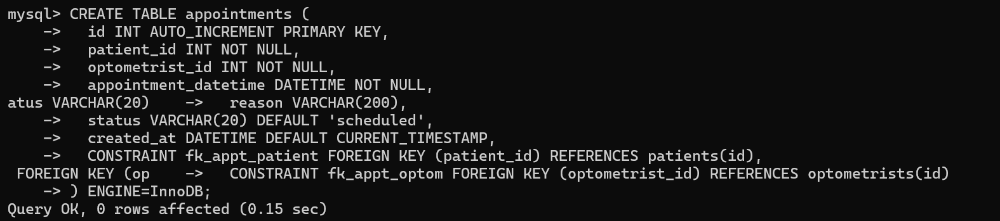 mysql> CREATE TABLE appointments (
    ->   id INT AUTO_INCREMENT PRIMARY KEY,
    ->   patient_id INT NOT NULL,
    ->   optometrist_id INT NOT NULL,
    ->   appointment_datetime DATETIME NOT NULL,
atus VARCHAR(20)    ->   reason VARCHAR(200),
    ->   status VARCHAR(20) DEFAULT 'scheduled',
    ->   created_at DATETIME DEFAULT CURRENT_TIMESTAMP,
    ->   CONSTRAINT fk_appt_patient FOREIGN KEY (patient_id) REFERENCES patients(id),
 FOREIGN KEY (op    ->   CONSTRAINT fk_appt_optom FOREIGN KEY (optometrist_id) REFERENCES optometrists(id)
    -> ) ENGINE=InnoDB;
Query OK, 0 rows affected (0.15 sec)